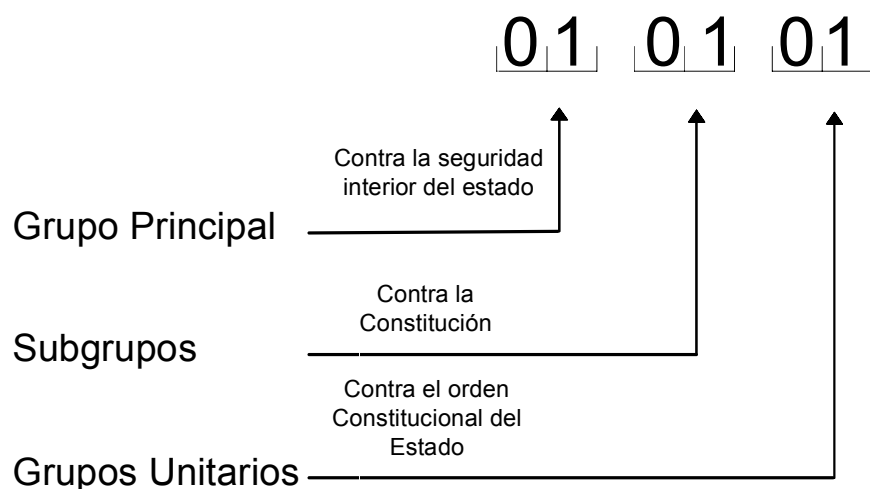 01 01 01
Contra la seguridad
interior del estado
Grupo Principal
Contra la
Constitución
Subgrupos
Contra el orden
Constitucional del
Estado
Grupos Unitarios